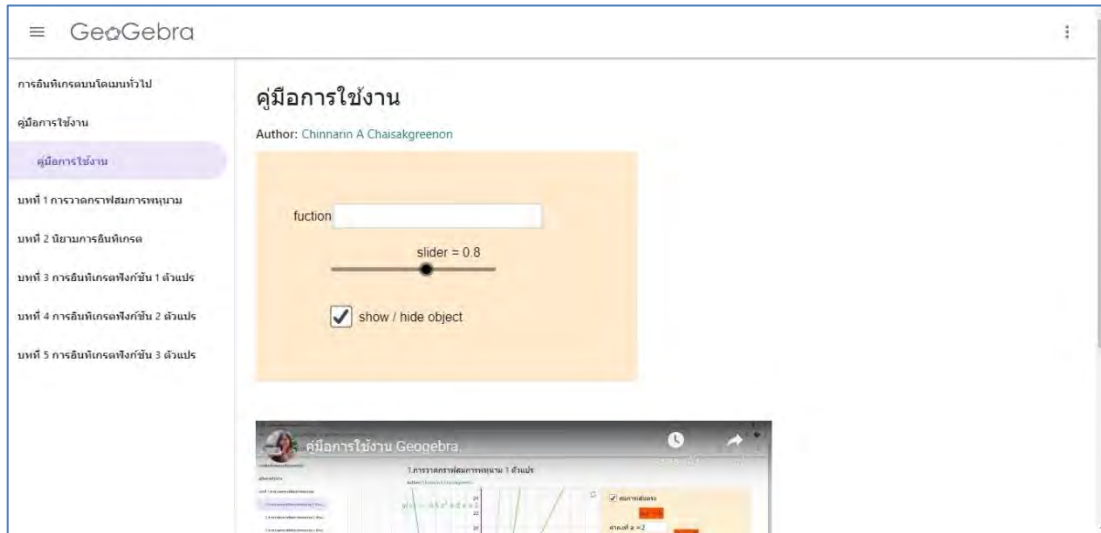 GeoGebra
การอินทิเกรตบนโดเมนทั่วไป
คู่มือการใช้งาน
คู่มือการใช้งาน
บทที่ 1 การวาดกราฟสมการพหุนาม
บทที่ 2 นิยามการอินทิเกรต
บทที่ 3 การอินทิเกรตฟังก์ชัน 1 ตัวแปร
บทที่ 4 การอินทิเกรตฟังก์ชัน 2 ตัวแปร
บทที่ 5 การอินทิเกรตฟังก์ชัน 3 ตัวแปร
คู่มือการใช้งาน
Author: Chinnarin A Chaisakgreenon
fuction
slider = 0.8
show / hide object
คู่มือการใช้งาน Geogebra
1.การวาดกราฟสมการพหุนาม 1 ตัวแปร